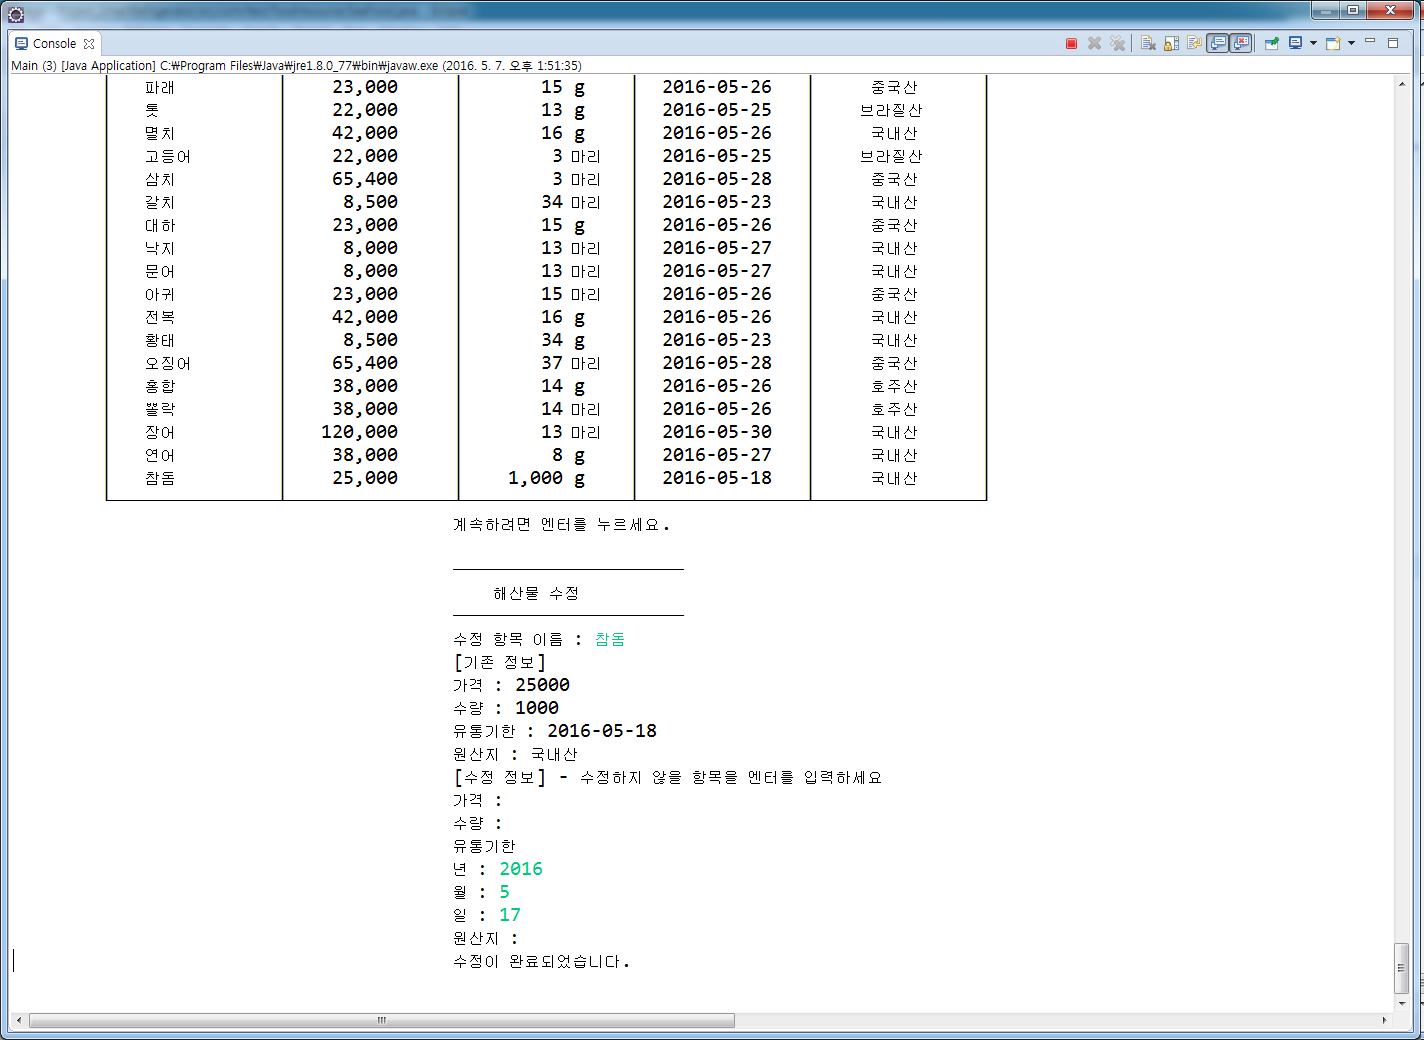 Console
Main (3) [Java Application] C:₩Program Files₩Java₩jre1.8.0_77₩bin₩javaw.exe (2016. 5. 7. 오후 1:51:35)
파래 23,000 15 g 2016-05-26 중국산
톳 22,000 13 g 2016-05-25 브라질산
멸치 42,000 16 g 2016-05-26 국내산
고등어 22,000 3 마리 2016-05-25 브라질산
삼치 65,400 3 마리 2016-05-28 중국산
갈치 8,500 34 마리 2016-05-23 국내산
대하 23,000 15 g 2016-05-26 중국산
낙지 8,000 13 마리 2016-05-27 국내산
문어 8,000 13 마리 2016-05-27 국내산
아귀 23,000 15 마리 2016-05-26 중국산
전복 42,000 16 g 2016-05-26 국내산
황태 8,500 34 g 2016-05-23 국내산
오징어 65,400 37 마리 2016-05-28 중국산
홍합 38,000 14 g 2016-05-26 호주산
뽈락 38,000 14 마리 2016-05-26 호주산
장어 120,000 13 마리 2016-05-30 국내산
연어 38,000 8 g 2016-05-27 국내산
참돔 25,000 1,000 g 2016-05-18 국내산
계속하려면 엔터를 누르세요.
해산물 수정
수정 항목 이름 : 참돔
[기존 정보]
가격 : 25000
수량 : 1000
유통기한 : 2016-05-18
원산지 : 국내산
[수정 정보] - 수정하지 않을 항목을 엔터를 입력하세요
가격 :
수량 :
유통기한
년 : 2016
월 : 5
일 : 17
원산지 :
수정이 완료되었습니다.